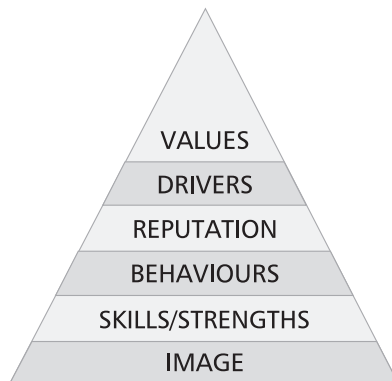 VALUES
DRIVERS
REPUTATION
BEHAVIOURS
SKILLS/STRENGTHS
IMAGE